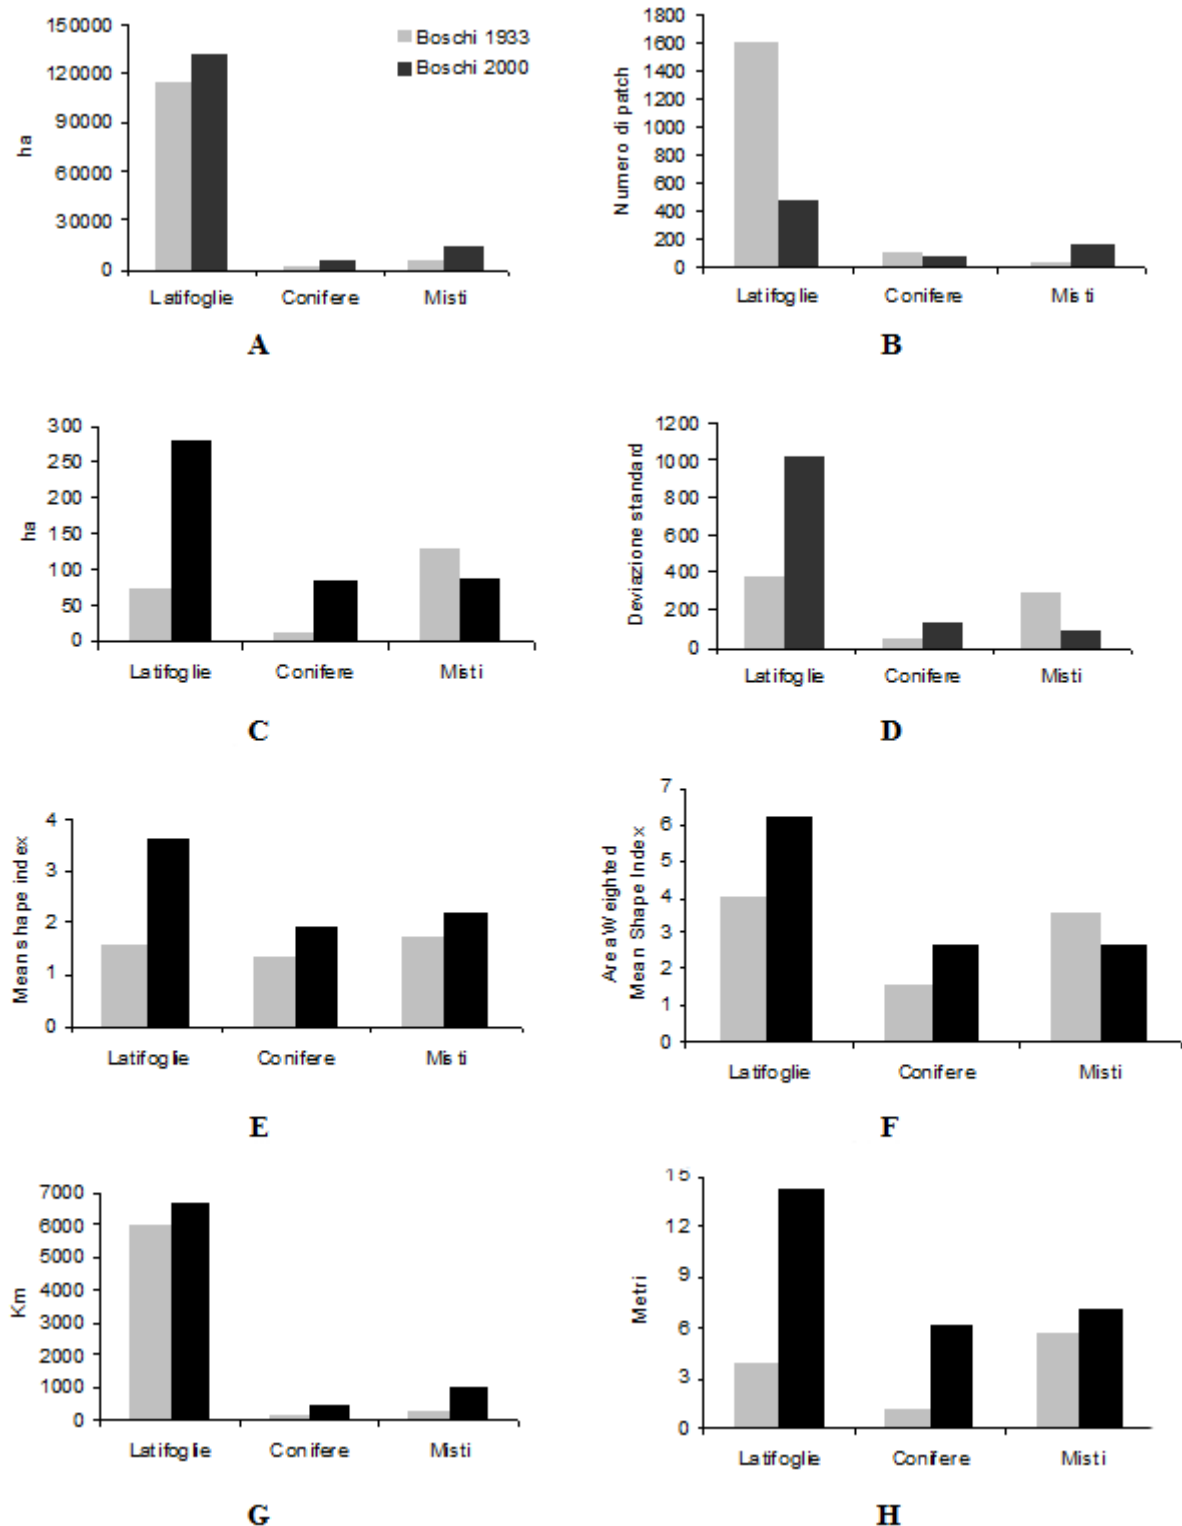 150000
120000
90000
60000
30000
0
ha
Boschi 1933
Boschi 2000
Latifoglie Conifere Misti
A
1800
1600
1400
1200
1000
800
600
400
200
0
Numero di patch
Latifoglie Conifere Misti
B
300
250
200
150
100
50
0
ha
Latifoglie Conifere Misti
C
1200
1000
800
600
400
200
0
Deviazione standard
Latifoglie Conifere Misti
D
4
3
2
1
0
Mean shape index
Latifoglie Conifere Misti
E
7
6
5
4
3
2
1
0
Area Weighted
Mean Shape Index
Latifoglie Conifere Misti
F
7000
6000
5000
4000
3000
2000
1000
0
Km
Latifoglie Conifere Misti
G
15
12
9
6
3
0
Metri
Latifoglie Conifere Misti
H